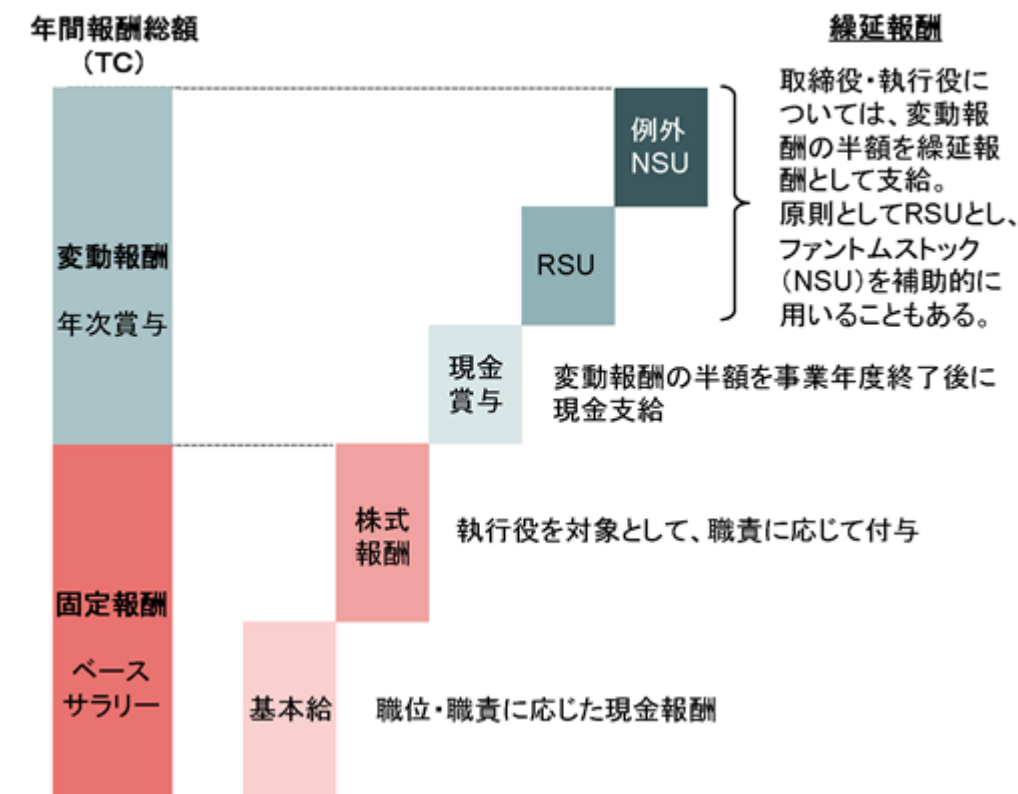 年間報酬総額
（TC）
繰延報酬
取締役・執行役に
ついては、変動報
酬の半額を繰延報
酬として支給。
原則としてRSUとし、
ファントムストック
（NSU）を補助的に
用いることもある。
例外
NSU
RSU
変動報酬
年次賞与
現金
賞与
変動報酬の半額を事業年度終了後に
現金支給
株式
報酬
執行役を対象として、職責に応じて付与
固定報酬
ベース
サラリー
基本給
職位・職責に応じた現金報酬